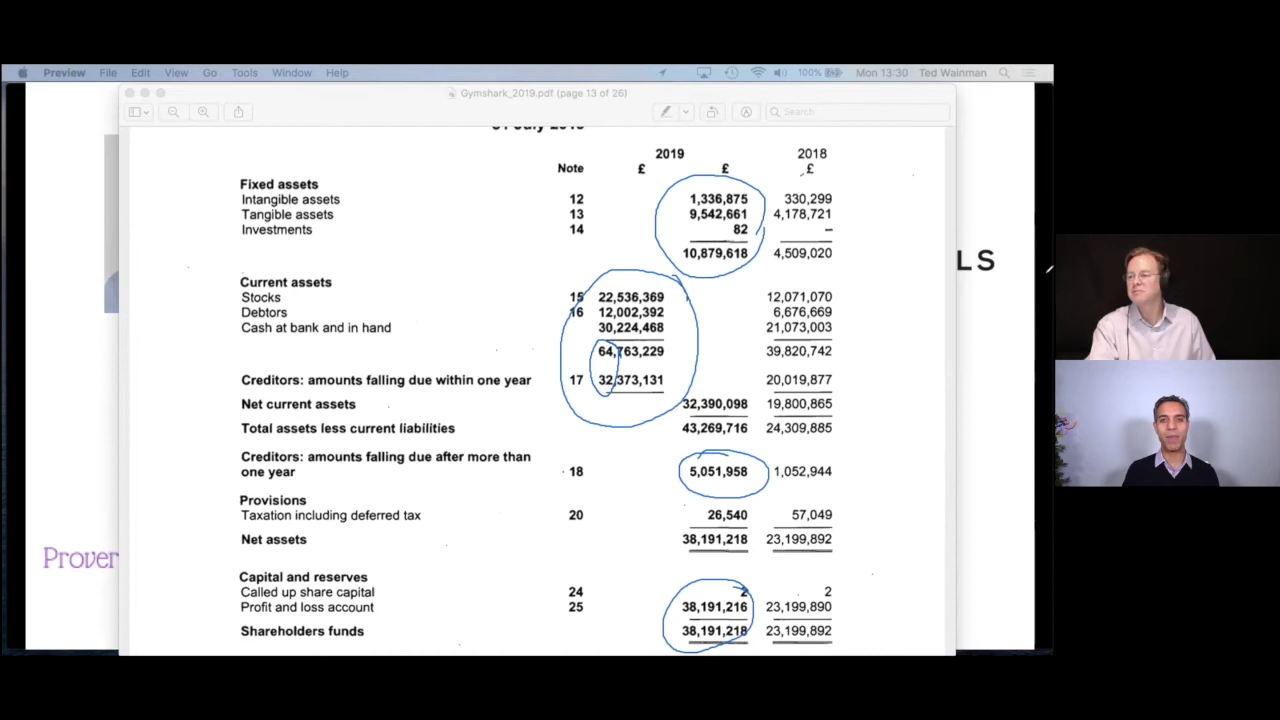 Preview File Edit View Go Tools Window Help 100% Mon 13:30 Ted Wainman
Gymshark_2019.pdf (page 13 of 26)
Search
2019 2018
Note £ £ £
Fixed assets
Intangible assets 12 1,336,875 330,299
Tangible assets 13 9,542,661 4,178,721
Investments 14 82 –
10,879,618 4,509,020
LS
Current assets
Stocks 15 22,536,369 12,071,070
Debtors 16 12,002,392 6,676,669
Cash at bank and in hand 30,224,468 21,073,003
64,763,229 39,820,742
Creditors: amounts falling due within one year 17 32,373,131 20,019,877
Net current assets 32,390,098 19,800,865
Total assets less current liabilities 43,269,716 24,309,885
Creditors: amounts falling due after more than
one year 18 5,051,958 1,052,944
Provisions
Taxation including deferred tax 20 26,540 57,049
Net assets 38,191,218 23,199,892
Prover
Capital and reserves
Called up share capital 24 2 2
Profit and loss account 25 38,191,216 23,199,890
Shareholders funds 38,191,218 23,199,892